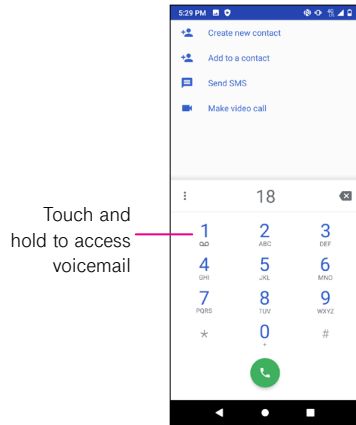 5:29 PM
Create new contact
Add to a contact
Send SMS
Make video call
18
Touch and
hold to access
voicemail
1 2 3
ABC DEF
4 5 6
GHI JKL MNO
7 8 9
PQRS TUV WXYZ
* 0 #
+